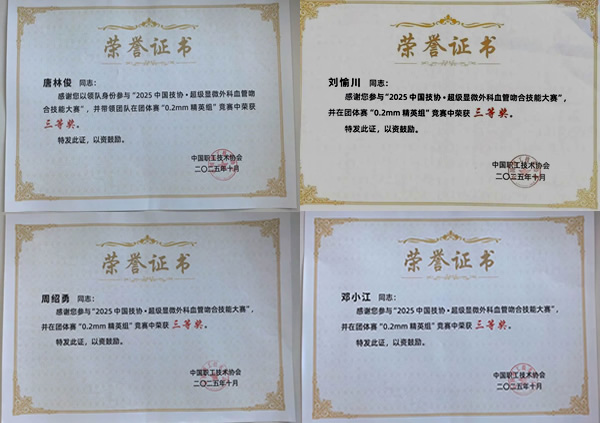 荣誉证书
唐林俊 同志：
感谢您以领队身份参与“2025 中国技协·超级显微外科血管吻
合技能大赛”，并带领团队在团体赛“0.2mm 精英组”竞赛中荣获
三等奖。
特发此证，以资鼓励。
中国职工技术协会
二〇二五年十月
荣誉证书
刘愉川 同志：
感谢您参与“2025 中国技协·超级显微外科血管吻合技能大赛”，
并在团体赛“0.2mm 精英组”竞赛中荣获 三等奖。
特发此证，以资鼓励。
中国职工技术协会
二〇二五年十月
荣誉证书
周绍勇 同志：
感谢您参与“2025 中国技协·超级显微外科血管吻合技能大赛”，
并在团体赛“0.2mm 精英组”竞赛中荣获 三等奖。
特发此证，以资鼓励。
中国职工技术协会
二〇二五年十月
荣誉证书
邓小江 同志：
感谢您参与“2025 中国技协·超级显微外科血管吻合技能大赛”，
并在团体赛“0.2mm 精英组”竞赛中荣获 三等奖。
特发此证，以资鼓励。
中国职工技术协会
二〇二五年十月